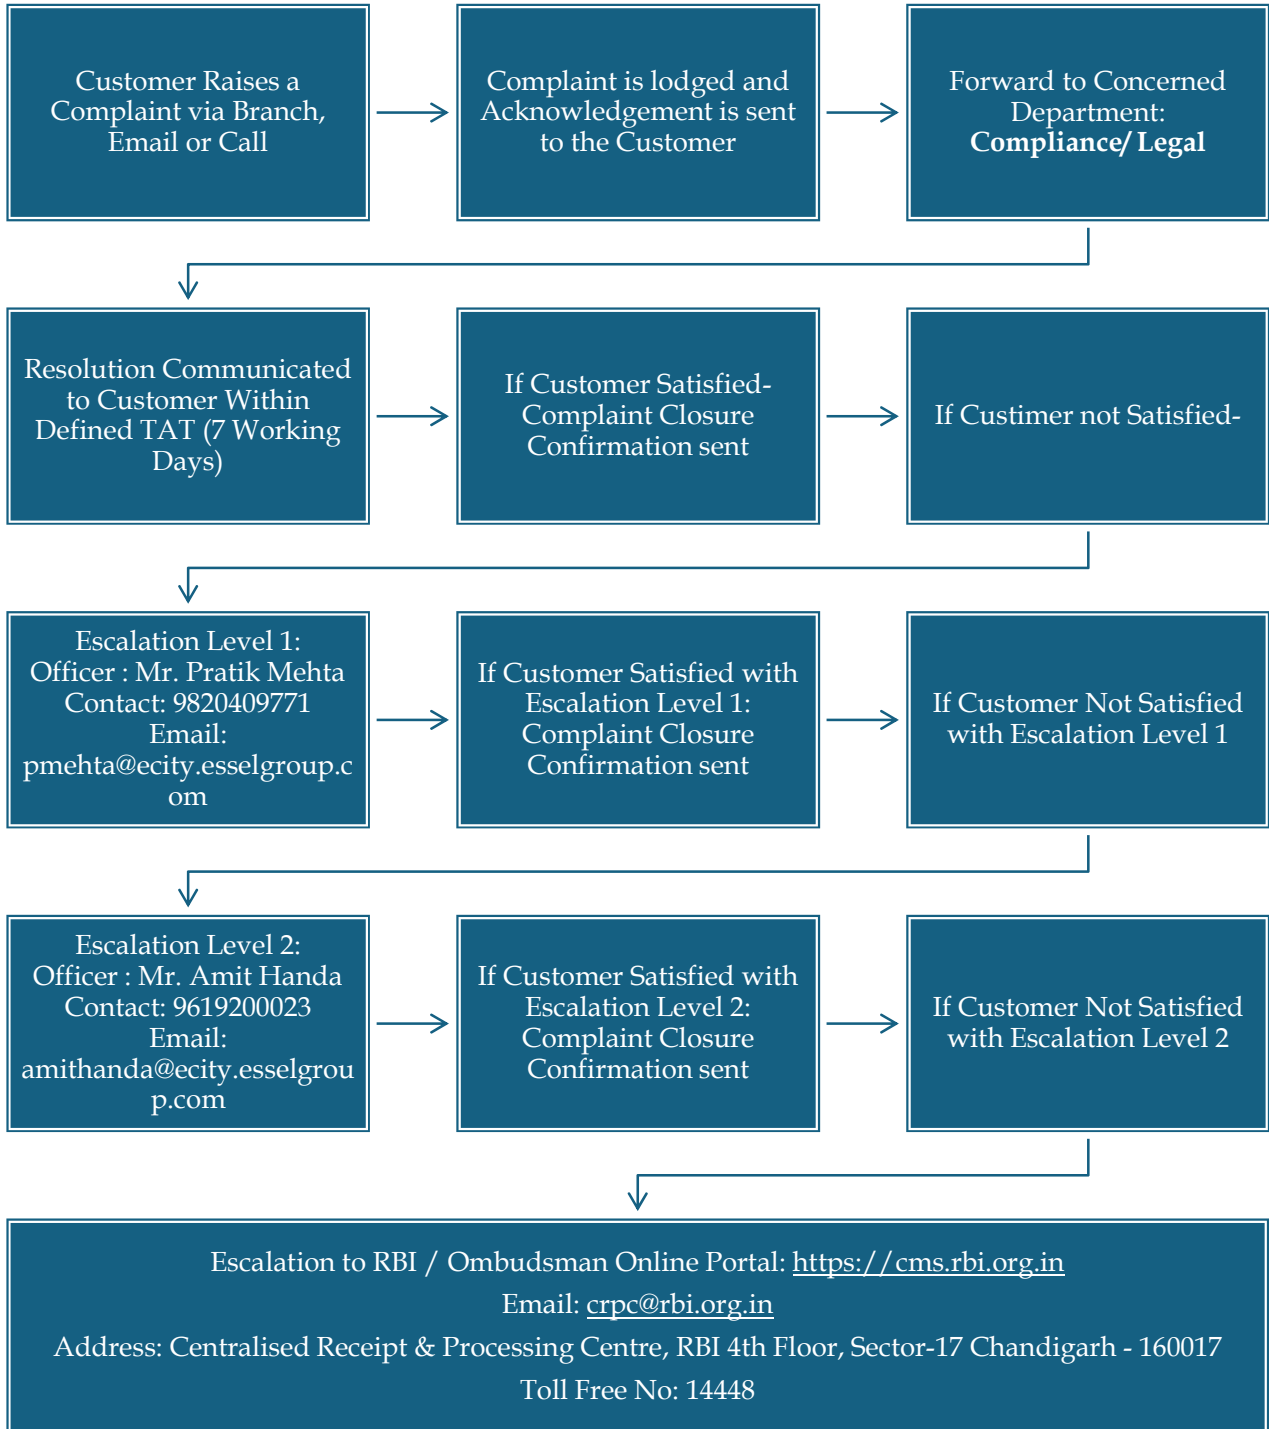 Customer Raises a
Complaint via Branch,
Email or Call
Complaint is lodged and
Acknowledgement is sent
to the Customer
Forward to Concerned
Department:
Compliance/ Legal
Resolution Communicated
to Customer Within
Defined TAT (7 Working
Days)
If Customer Satisfied-
Complaint Closure
Confirmation sent
If Custimer not Satisfied-
Escalation Level 1:
Officer : Mr. Pratik Mehta
Contact: 9820409771
Email:
pmehta@ecity.esselgroup.c
om
If Customer Satisfied with
Escalation Level 1:
Complaint Closure
Confirmation sent
If Customer Not Satisfied
with Escalation Level 1
Escalation Level 2:
Officer : Mr. Amit Handa
Contact: 9619200023
Email:
amithanda@ecity.esselgrou
p.com
If Customer Satisfied with
Escalation Level 2:
Complaint Closure
Confirmation sent
If Customer Not Satisfied
with Escalation Level 2
Escalation to RBI / Ombudsman Online Portal: https://cms.rbi.org.in
Email: crpc@rbi.org.in
Address: Centralised Receipt & Processing Centre, RBI 4th Floor, Sector-17 Chandigarh - 160017
Toll Free No: 14448